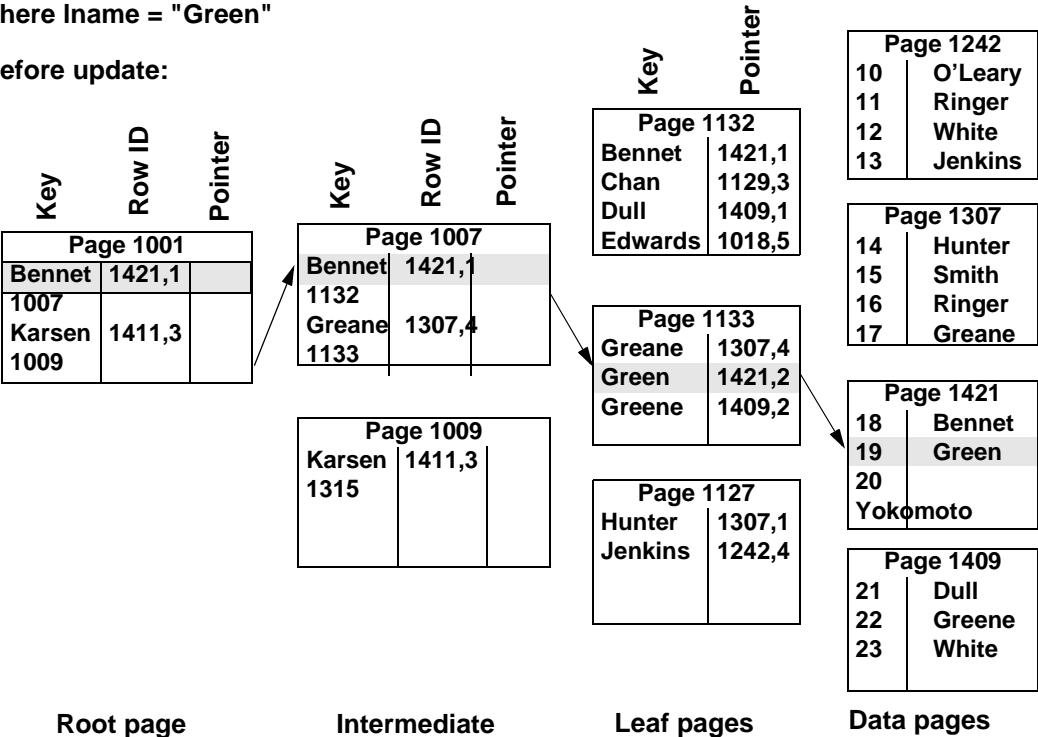 here lname = "Green"
efore update:
Key
Row ID
Pointer
Page 1001
Bennet 1421,1
1007
Karsen 1411,3
1009
Root page
Key
Row ID
Pointer
Page 1007
Bennet 1421,1
1132
Greane 1307,4
1133
Page 1009
Karsen 1411,3
1315
Intermediate
Key
Pointer
Page 1132
Bennet 1421,1
Chan 1129,3
Dull 1409,1
Edwards 1018,5
Page 1133
Greane 1307,4
Green 1421,2
Greene 1409,2
Page 1127
Hunter 1307,1
Jenkins 1242,4
Leaf pages
Page 1242
10 O’Leary
11 Ringer
12 White
13 Jenkins
Page 1307
14 Hunter
15 Smith
16 Ringer
17 Greane
Page 1421
18 Bennet
19 Green
20
Yokomoto
Page 1409
21 Dull
22 Greene
23 White
Data pages